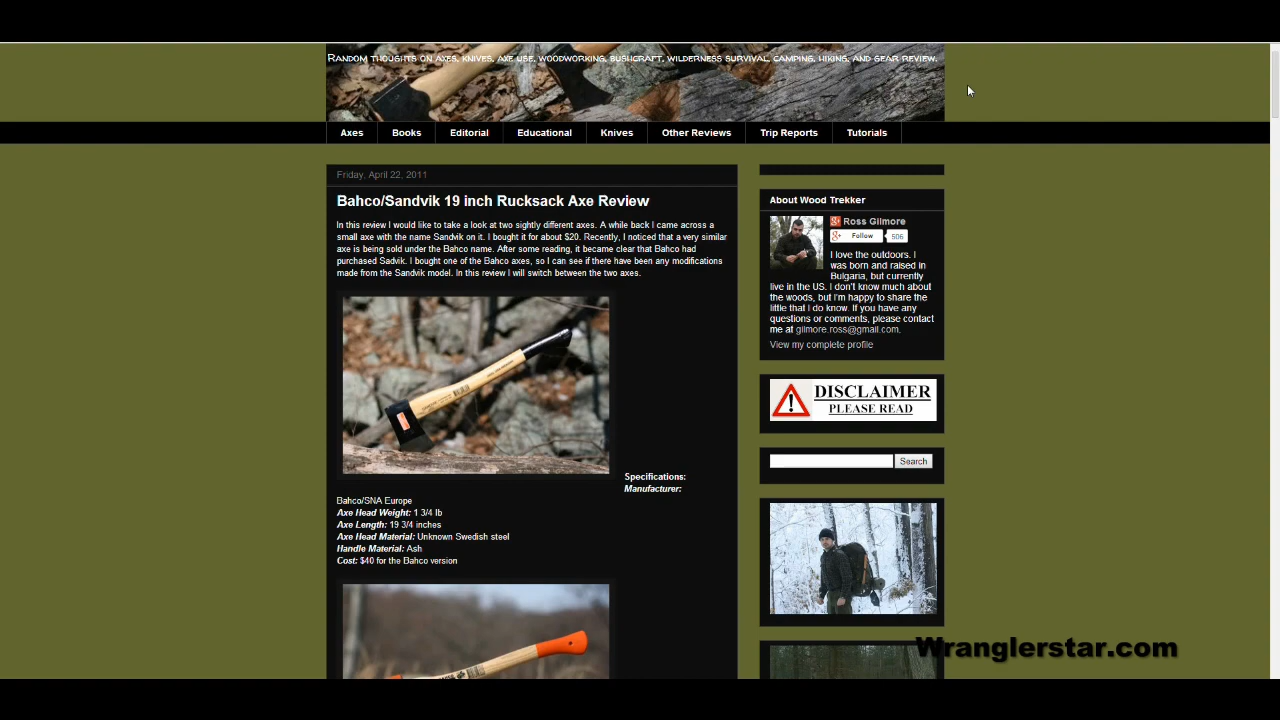 Random thoughts on axes, knives, axe use, woodworking, bushcraft, wilderness survival, camping, hiking, and gear review.
Axes Books Editorial Educational Knives Other Reviews Trip Reports Tutorials
Friday, April 22, 2011
Bahco/Sandvik 19 inch Rucksack Axe Review
In this review I would like to take a look at two sightly different axes. A while back I came across a
small axe with the name Sandvik on it. I bought it for about $20. Recently, I noticed that a very similar
axe is being sold under the Bahco name. After some reading, it became clear that Bahco had
purchased Sadvik. I bought one of the Bahco axes, so I can see if there have been any modifications
made from the Sandvik model. In this review I will switch between the two axes.
Specifications:
Manufacturer:
Bahco/SNA Europe
Axe Head Weight: 1 3/4 lb
Axe Length: 19 3/4 inches
Axe Head Material: Unknown Swedish steel
Handle Material: Ash
Cost: $40 for the Bahco version
About Wood Trekker
Ross Gilmore
Follow 506
I love the outdoors. I
was born and raised in
Bulgaria, but currently
live in the US. I don't know much about
the woods, but I'm happy to share the
little that I do know. If you have any
questions or comments, please contact
me at gilmore.ross@gmail.com.
View my complete profile
DISCLAIMER
PLEASE READ
Search
Wranglerstar.com